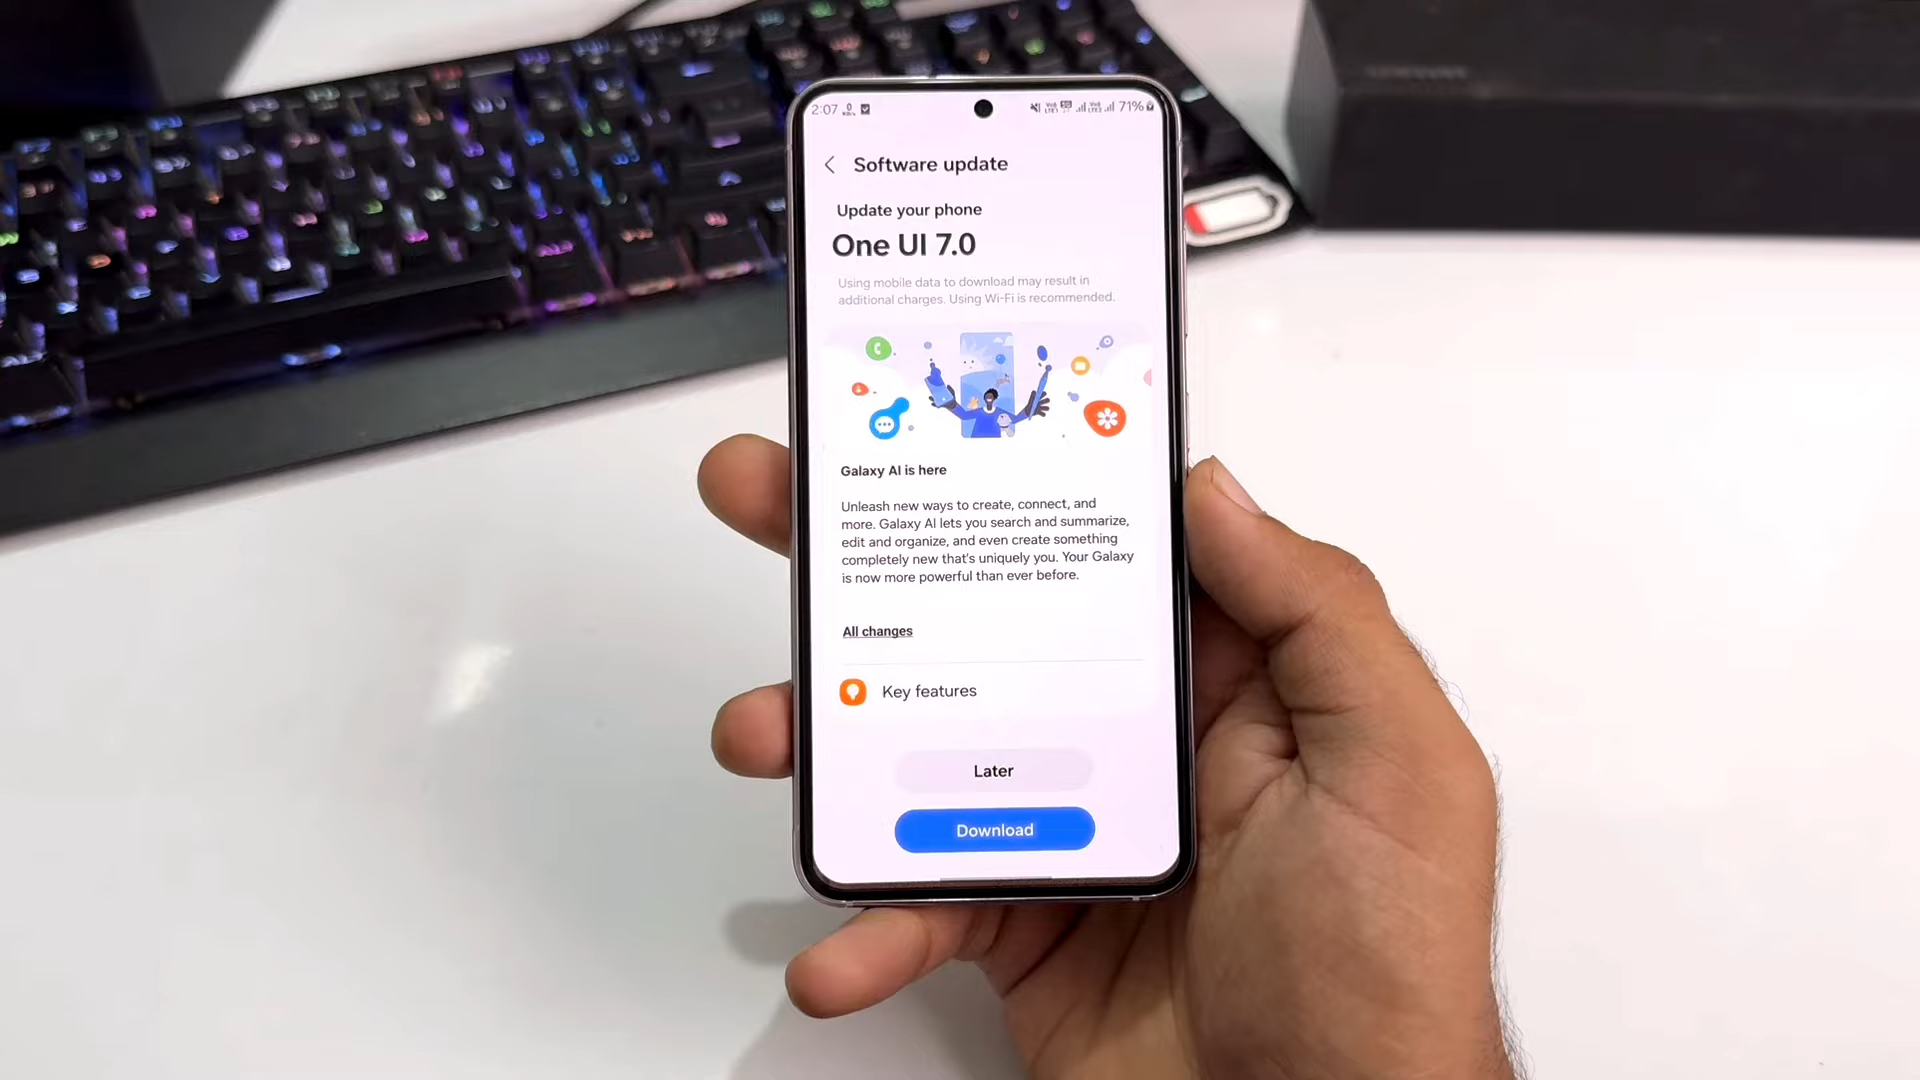 2:07
71%
Software update
Update your phone
One UI 7.0
Using mobile data to download may result in
additional charges. Using Wi-Fi is recommended.
Galaxy AI is here
Unleash new ways to create, connect, and
more. Galaxy AI lets you search and summarize,
edit and organize, and even create something
completely new that's uniquely you. Your Galaxy
is now more powerful than ever before.
All changes
Key features
Later
Download